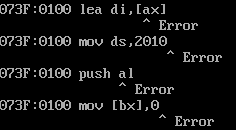 073F:0100 lea di,[ax]
^ Error
073F:0100 mov ds,2010
^ Error
073F:0100 push al
^ Error
073F:0100 mov [bx],0
^ Error